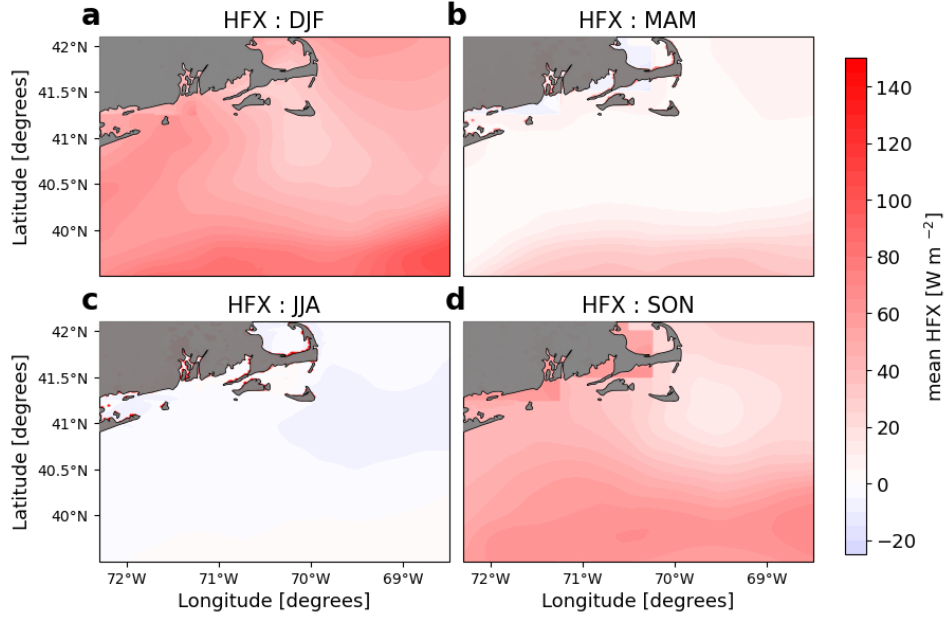 a HFX : DJF
b HFX : MAM
42°N
41.5°N
41°N
40.5°N
40°N
Latitude [degrees]
c HFX : JJA
d HFX : SON
42°N
41.5°N
41°N
40.5°N
40°N
Latitude [degrees]
72°W 71°W 70°W 69°W
72°W 71°W 70°W 69°W
Longitude [degrees]
Longitude [degrees]
140
120
100
80
60
40
20
0
−20
mean HFX [W m −2]